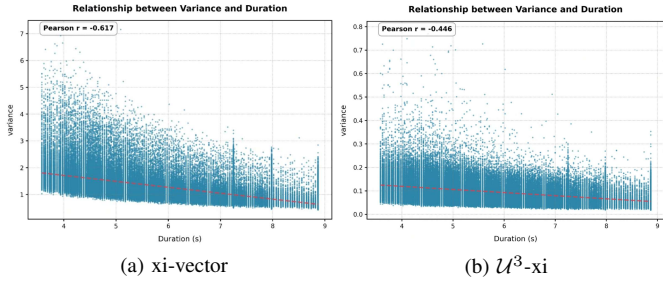 Relationship between Variance and Duration
Pearson r = -0.617
7
6
5
4
3
2
1
variance
4 5 6 7 8 9
Duration (s)
(a) xi-vector
Relationship between Variance and Duration
Pearson r = -0.446
0.8
0.7
0.6
0.5
0.4
0.3
0.2
0.1
0.0
variance
4 5 6 7 8 9
Duration (s)
(b) 𝒰³-xi